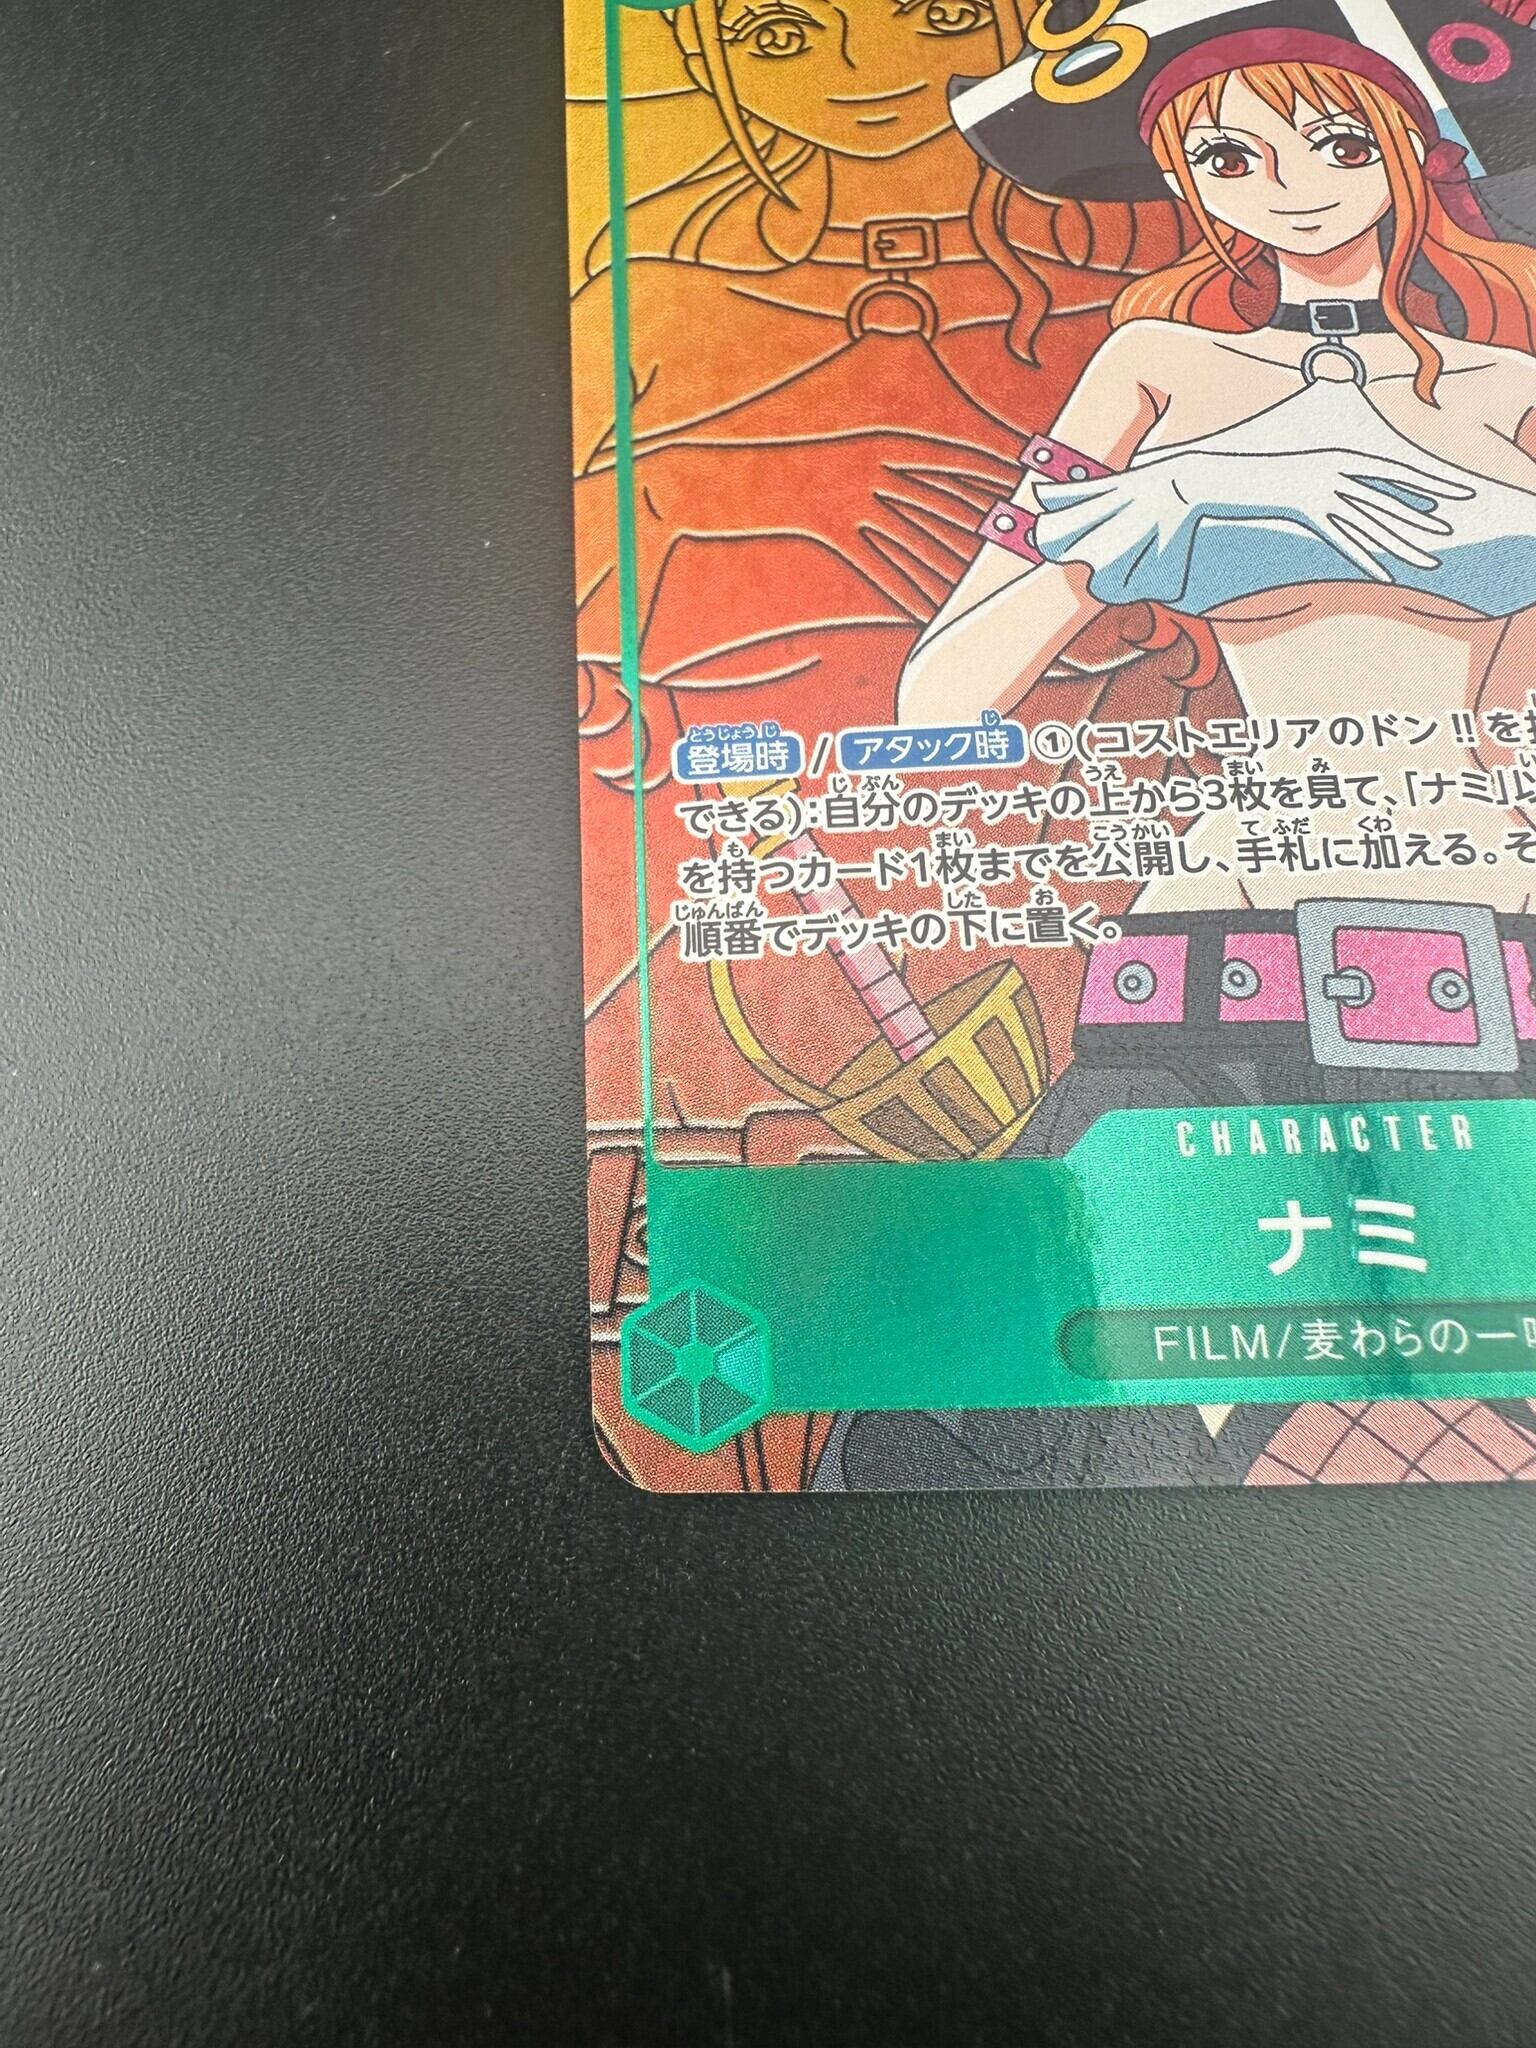 登場時 / アタック時 ①(コストエリアのドン!!を
できる):自分のデッキの上から3枚を見て、「ナミ」以
を持つカード1枚までを公開し、手札に加える。そ
順番でデッキの下に置く。
CHARACTER
ナミ
FILM/麦わらの一